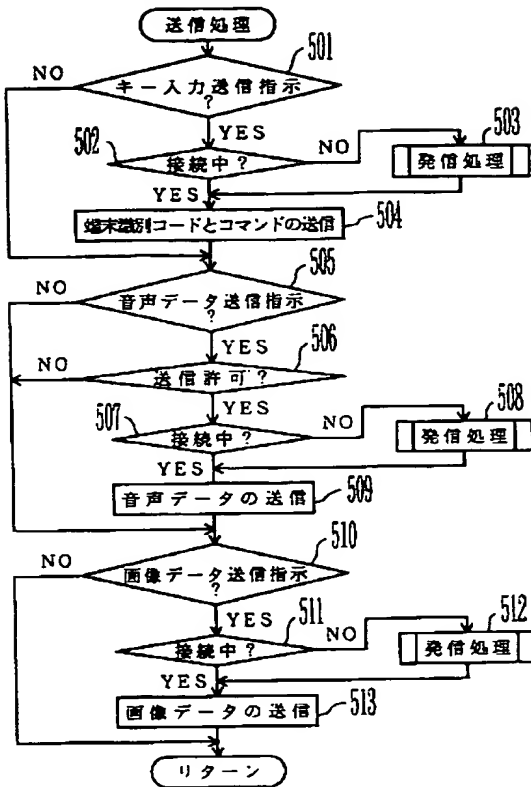 送信処理
501
NO
キー入力送信指示
?
YES
502
接続中?
NO
503
発信処理
YES
端末識別コードとコマンドの送信
504
505
NO
音声データ送信指示
?
YES
506
NO
送信許可?
YES
507
接続中?
NO
508
発信処理
YES
音声データの送信
509
510
NO
画像データ送信指示
?
YES
511
接続中?
NO
512
発信処理
YES
画像データの送信
513
リターン